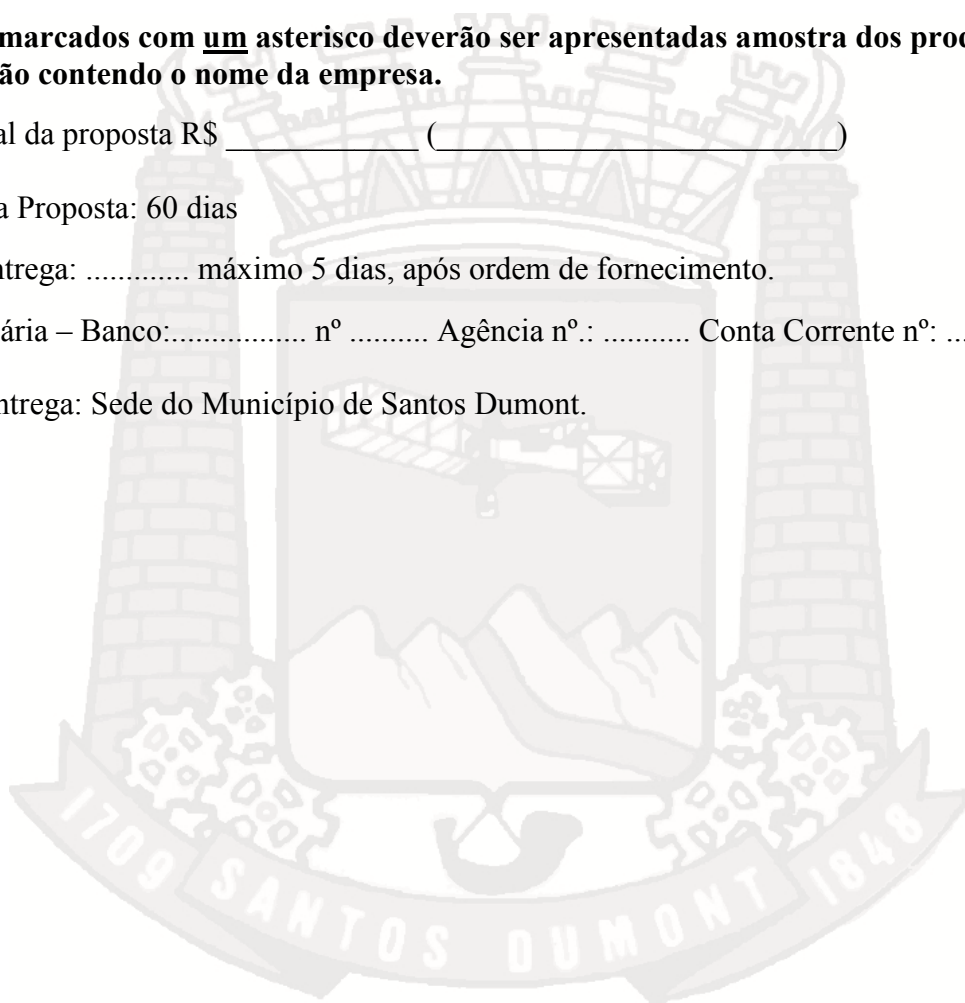 marcados com um asterisco deverão ser apresentadas amostra dos
ão contendo o nome da empresa.
al da proposta R$ ____________ (_________________________)
a Proposta: 60 dias
ntrega: ............. máximo 5 dias, após ordem de fornecimento.
ária – Banco:................. nº .......... Agência nº.: ........... Conta Corrente nº: ...
ntrega: Sede do Município de Santos Dumont.
1709 SANTOS DUMONT 1848